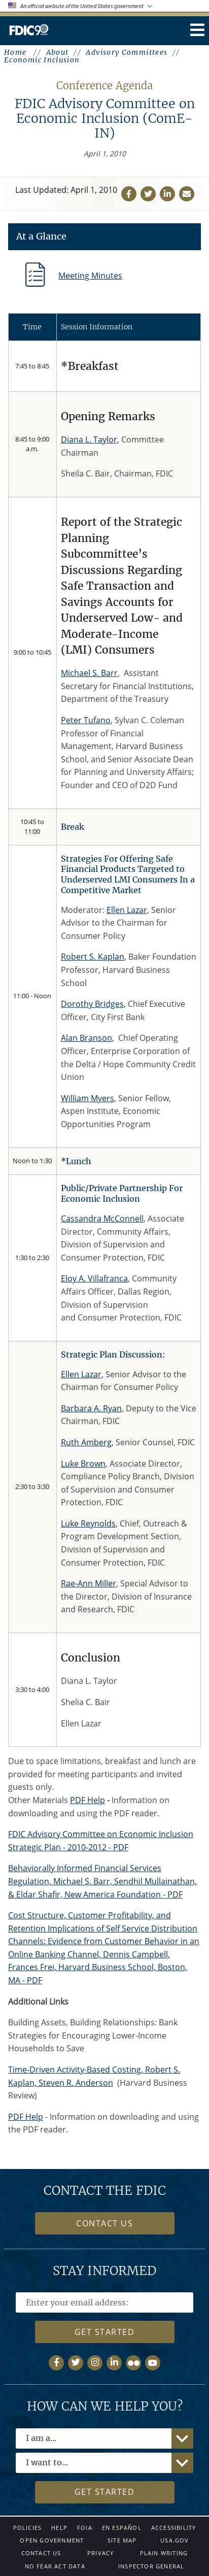 An official website of the United States government
FDIC 90
Home // About // Advisory Committees //
Economic Inclusion
Conference Agenda
FDIC Advisory Committee on
Economic Inclusion (ComE-
IN)
April 1, 2010
Last Updated: April 1, 2010
At a Glance
Meeting Minutes
Time Session Information
7:45 to 8:45 *Breakfast
Opening Remarks
8:45 to 9:00
a.m.
Diana L. Taylor, Committee
Chairman
Sheila C. Bair, Chairman, FDIC
Report of the Strategic
Planning
Subcommittee’s
Discussions Regarding
Safe Transaction and
Savings Accounts for
Underserved Low- and
Moderate-Income
(LMI) Consumers
9:00 to 10:45
Michael S. Barr, Assistant
Secretary for Financial Institutions,
Department of the Treasury
Peter Tufano, Sylvan C. Coleman
Professor of Financial
Management, Harvard Business
School, and Senior Associate Dean
for Planning and University Affairs;
Founder and CEO of D2D Fund
10:45 to
11:00
Break
Strategies For Offering Safe
Financial Products Targeted to
Underserved LMI Consumers In a
Competitive Market
Moderator: Ellen Lazar, Senior
Advisor to the Chairman for
Consumer Policy
Robert S. Kaplan, Baker Foundation
Professor, Harvard Business
School
11:00 - Noon
Dorothy Bridges, Chief Executive
Officer, City First Bank
Alan Branson, Chief Operating
Officer, Enterprise Corporation of
the Delta / Hope Community Credit
Union
William Myers, Senior Fellow,
Aspen Institute, Economic
Opportunities Program
Noon to 1:30 *Lunch
Public/Private Partnership For
Economic Inclusion
Cassandra McConnell, Associate
Director, Community Affairs,
Division of Supervision and
Consumer Protection, FDIC
1:30 to 2:30
Eloy A. Villafranca, Community
Affairs Officer, Dallas Region,
Division of Supervision
and Consumer Protection, FDIC
Strategic Plan Discussion:
Ellen Lazar, Senior Advisor to the
Chairman for Consumer Policy
Barbara A. Ryan, Deputy to the Vice
Chairman, FDIC
Ruth Amberg, Senior Counsel, FDIC
2:30 to 3:30
Luke Brown, Associate Director,
Compliance Policy Branch, Division
of Supervision and Consumer
Protection, FDIC
Luke Reynolds, Chief, Outreach &
Program Development Section,
Division of Supervision and
Consumer Protection, FDIC
Rae-Ann Miller, Special Advisor to
the Director, Division of Insurance
and Research, FDIC
Conclusion
3:30 to 4:00
Diana L. Taylor
Shelia C. Bair
Ellen Lazar
Due to space limitations, breakfast and lunch are
provided for meeting participants and invited
guests only.
Other Materials PDF Help - Information on
downloading and using the PDF reader.
FDIC Advisory Committee on Economic Inclusion
Strategic Plan - 2010-2012 - PDF
Behaviorally Informed Financial Services
Regulation, Michael S. Barr, Sendhil Mullainathan,
& Eldar Shafir, New America Foundation - PDF
Cost Structure, Customer Profitability, and
Retention Implications of Self Service Distribution
Channels: Evidence from Customer Behavior in an
Online Banking Channel, Dennis Campbell,
Frances Frei, Harvard Business School, Boston,
MA - PDF
Additional Links
Building Assets, Building Relationships: Bank
Strategies for Encouraging Lower-Income
Households to Save
Time-Driven Activity-Based Costing, Robert S.
Kaplan, Steven R. Anderson (Harvard Business
Review)
PDF Help - Information on downloading and using
the PDF reader.
CONTACT THE FDIC
CONTACT US
STAY INFORMED
Enter your email address:
GET STARTED
HOW CAN WE HELP YOU?
I am a...
I want to...
GET STARTED
POLICIES HELP FOIA EN ESPAÑOL ACCESSIBILITY
OPEN GOVERNMENT SITE MAP USA.GOV
CONTACT US PRIVACY PLAIN WRITING
NO FEAR ACT DATA INSPECTOR GENERAL